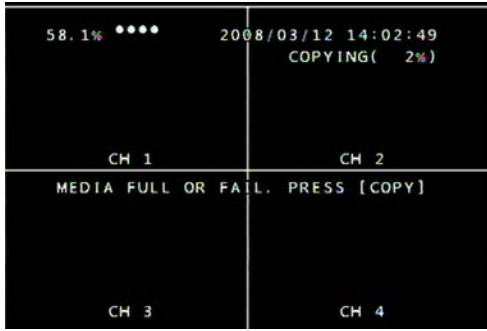 58.1% ●●●● 2008/03/12 14:02:49
COPYING( 2%)
CH 1 CH 2
MEDIA FULL OR FAIL. PRESS [COPY]
CH 3 CH 4